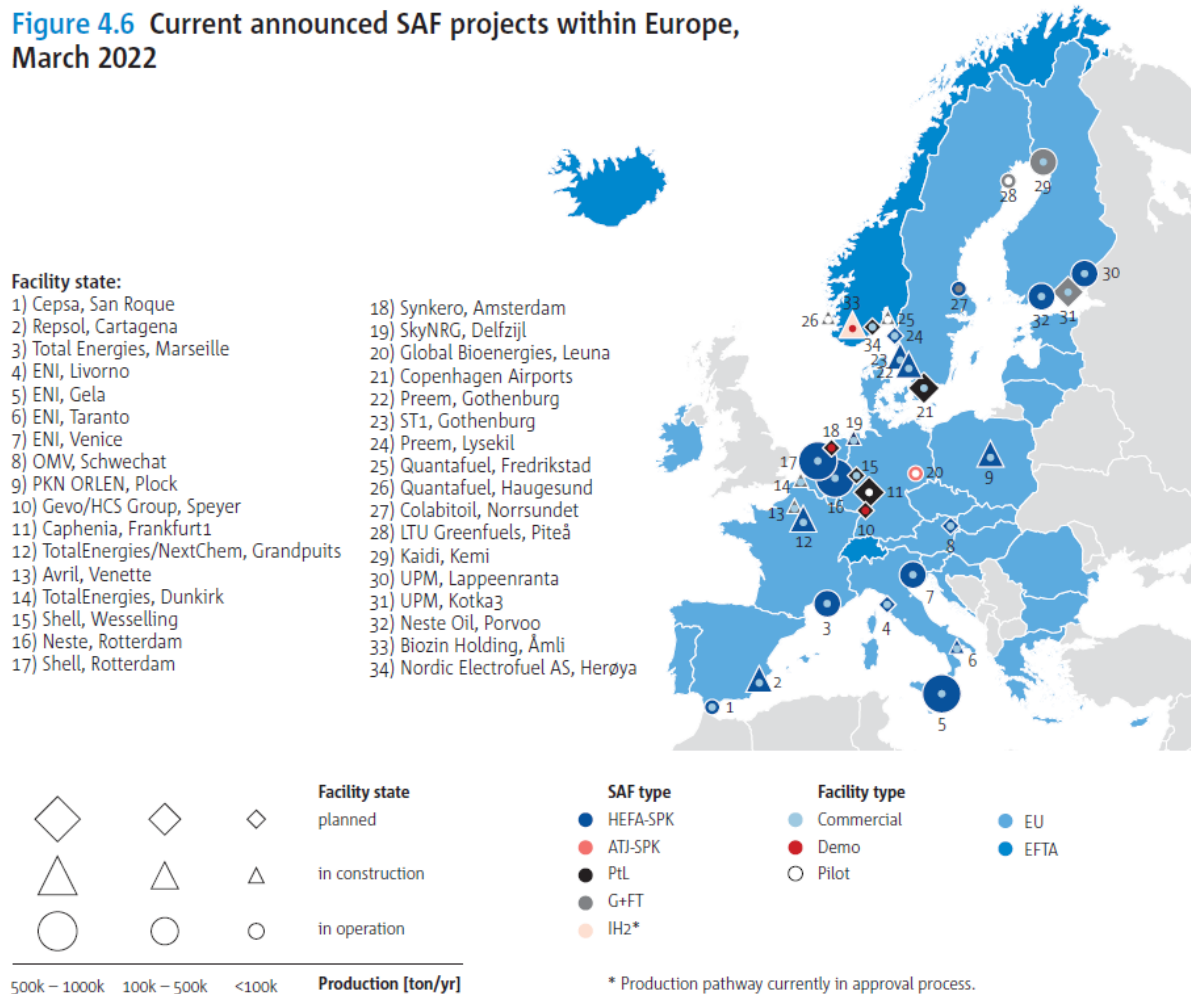 Figure 4.6 Current announced SAF projects within Europe,
March 2022
Facility state:
1) Cepsa, San Roque
2) Repsol, Cartagena
3) Total Energies, Marseille
4) ENI, Livorno
5) ENI, Gela
6) ENI, Taranto
7) ENI, Venice
8) OMV, Schwechat
9) PKN ORLEN, Plock
10) Gevo/HCS Group, Speyer
11) Caphenia, Frankfurt1
12) TotalEnergies/NextChem, Grandpuits
13) Avril, Venette
14) TotalEnergies, Dunkirk
15) Shell, Wesselling
16) Neste, Rotterdam
17) Shell, Rotterdam
18) Synkero, Amsterdam
19) SkyNRG, Delfzijl
20) Global Bioenergies, Leuna
21) Copenhagen Airports
22) Preem, Gothenburg
23) ST1, Gothenburg
24) Preem, Lysekil
25) Quantafuel, Fredrikstad
26) Quantafuel, Haugesund
27) Colabitoil, Norrsundet
28) LTU Greenfuels, Piteå
29) Kaidi, Kemi
30) UPM, Lappeenranta
31) UPM, Kotka3
32) Neste Oil, Porvoo
33) Biozin Holding, Åmli
34) Nordic Electrofuel AS, Herøya
29
28
30
27
32
31
33
26
25
34
24
23
22
21
19
18
17
15
20
9
14
16
11
13
10
12
8
7
3
4
6
2
1
5
Facility state
planned
in construction
in operation
500k – 1000k
100k – 500k
<100k
Production [ton/yr]
SAF type
HEFA-SPK
ATJ-SPK
PtL
G+FT
IH2*
Facility type
Commercial
Demo
Pilot
EU
EFTA
* Production pathway currently in approval process.